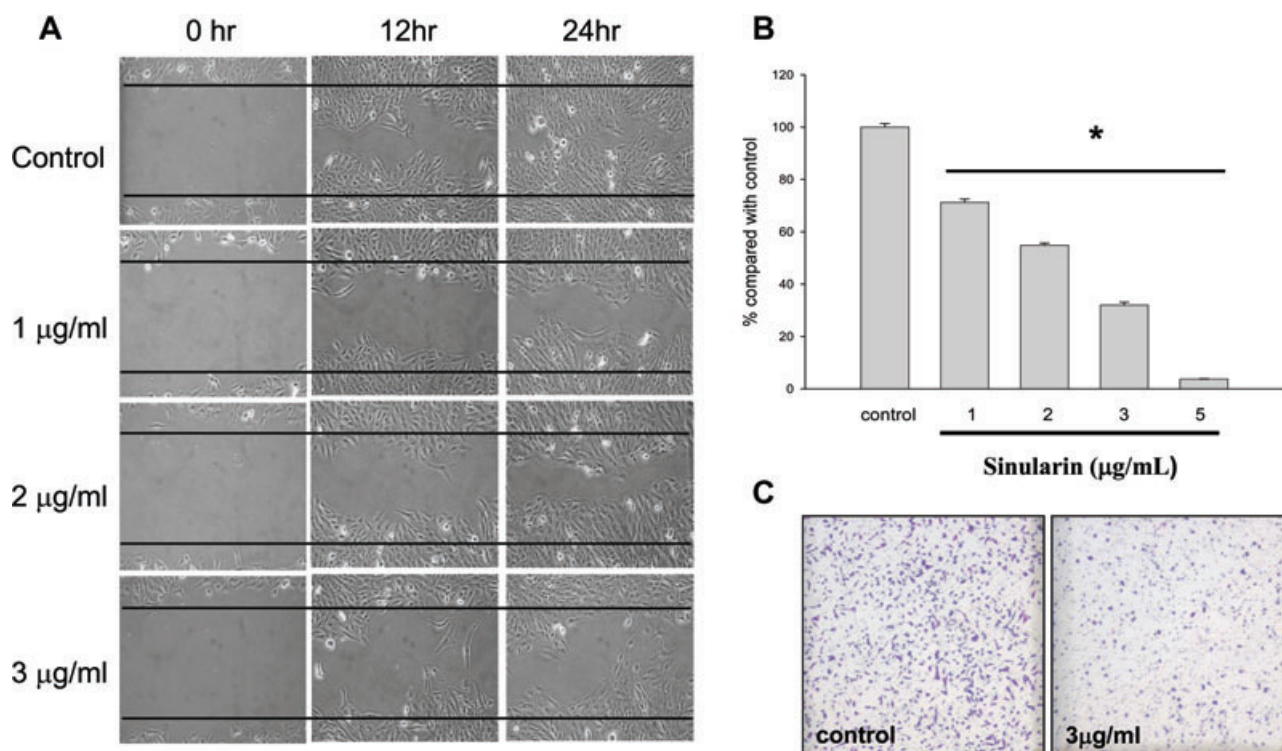 A
0 hr 12hr 24hr
Control
1 μg/ml
2 μg/ml
3 μg/ml
B
% compared with control
120
100
80
60
40
20
0
*
control 1 2 3 5
Sinularin (μg/mL)
C
control 3μg/ml